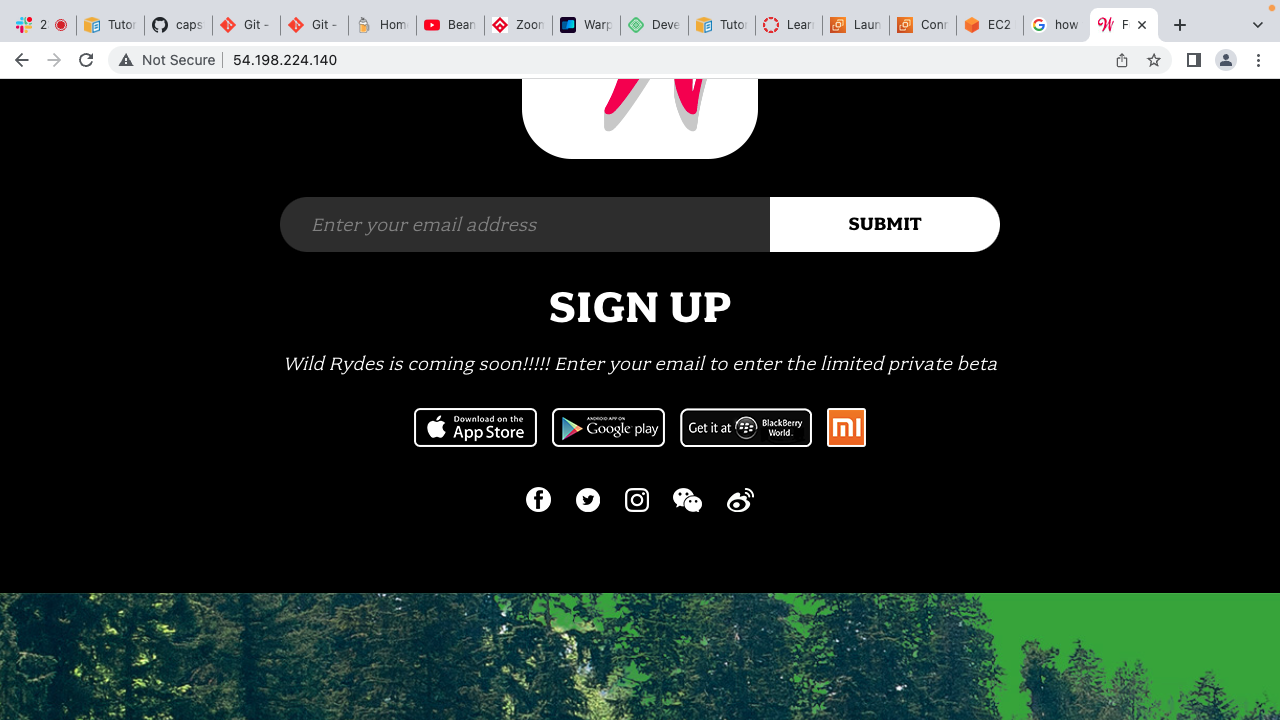 2
Tutor
caps
Git -
Git -
Home
Bean
Zoom
Warp
Deve
Tutor
Learn
Laun
Conn
EC2
how
F
Not Secure
54.198.224.140
Enter your email address
SUBMIT
SIGN UP
Wild Rydes is coming soon!!!!! Enter your email to enter the limited private beta
Download on the
App Store
ANDROID APP ON
Google play
Get it at
BlackBerry
World
mi